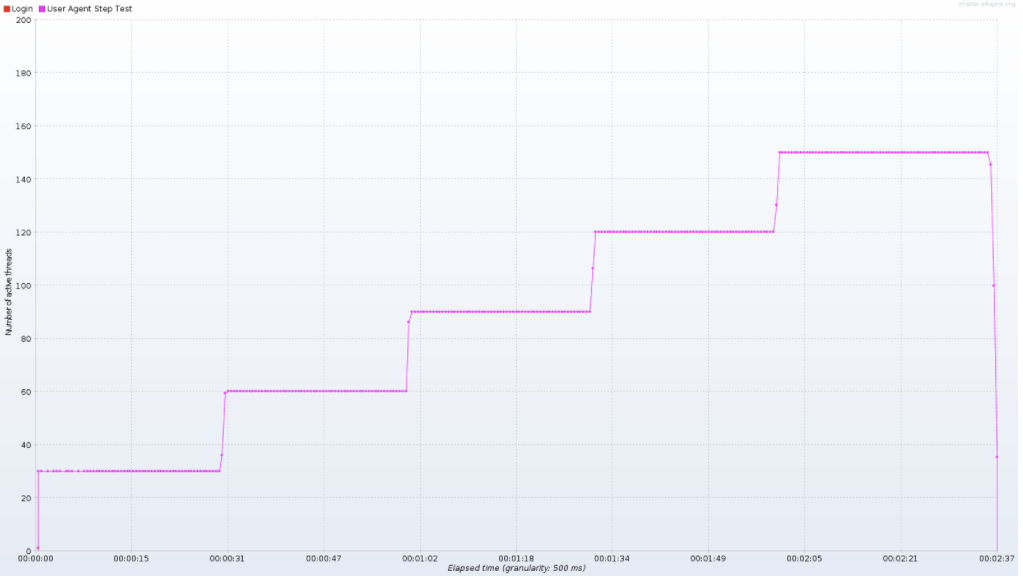 jmeter-plugins.org
Login User Agent Step Test
200
180
160
140
120
100
80
60
40
20
0
Number of active threads
00:00:00 00:00:15 00:00:31 00:00:47 00:01:02 00:01:18 00:01:34 00:01:49 00:02:05 00:02:21 00:02:37
Elapsed time (granularity: 500 ms)